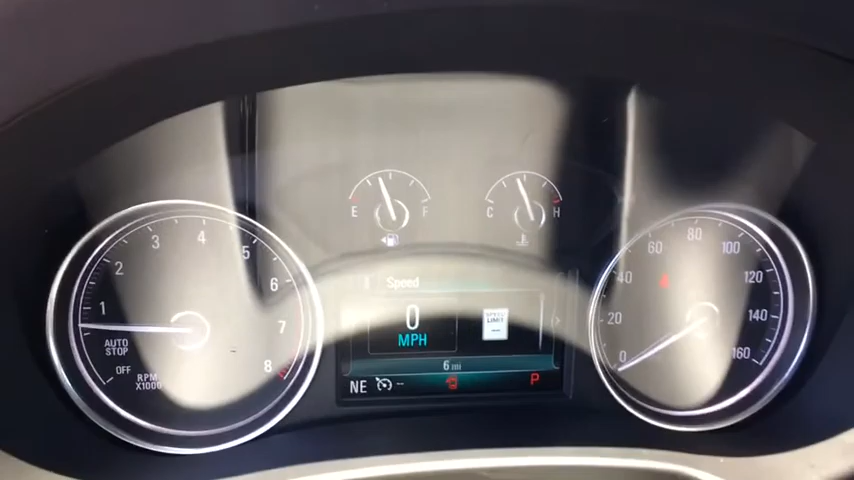 E F
C H
1 2 3 4 5 6 7 8
AUTO
STOP
OFF
RPM
X1000
Speed
0
MPH
SPEED
LIMIT
--
6 mi
NE -- P
0 20 40 60 80 100 120 140 160